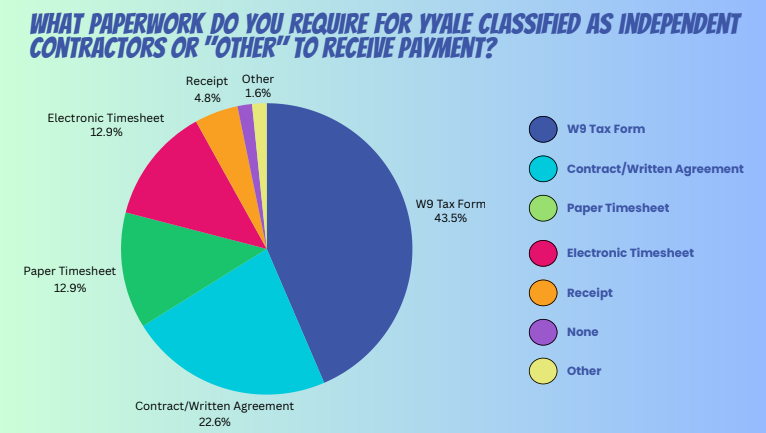 WHAT PAPERWORK DO YOU REQUIRE FOR YYALE CLASSIFIED AS INDEPENDENT
CONTRACTORS OR "OTHER" TO RECEIVE PAYMENT?
Receipt
4.8%
Other
1.6%
Electronic Timesheet
12.9%
W9 Tax Form
43.5%
Paper Timesheet
12.9%
Contract/Written Agreement
22.6%
W9 Tax Form
Contract/Written Agreement
Paper Timesheet
Electronic Timesheet
Receipt
None
Other